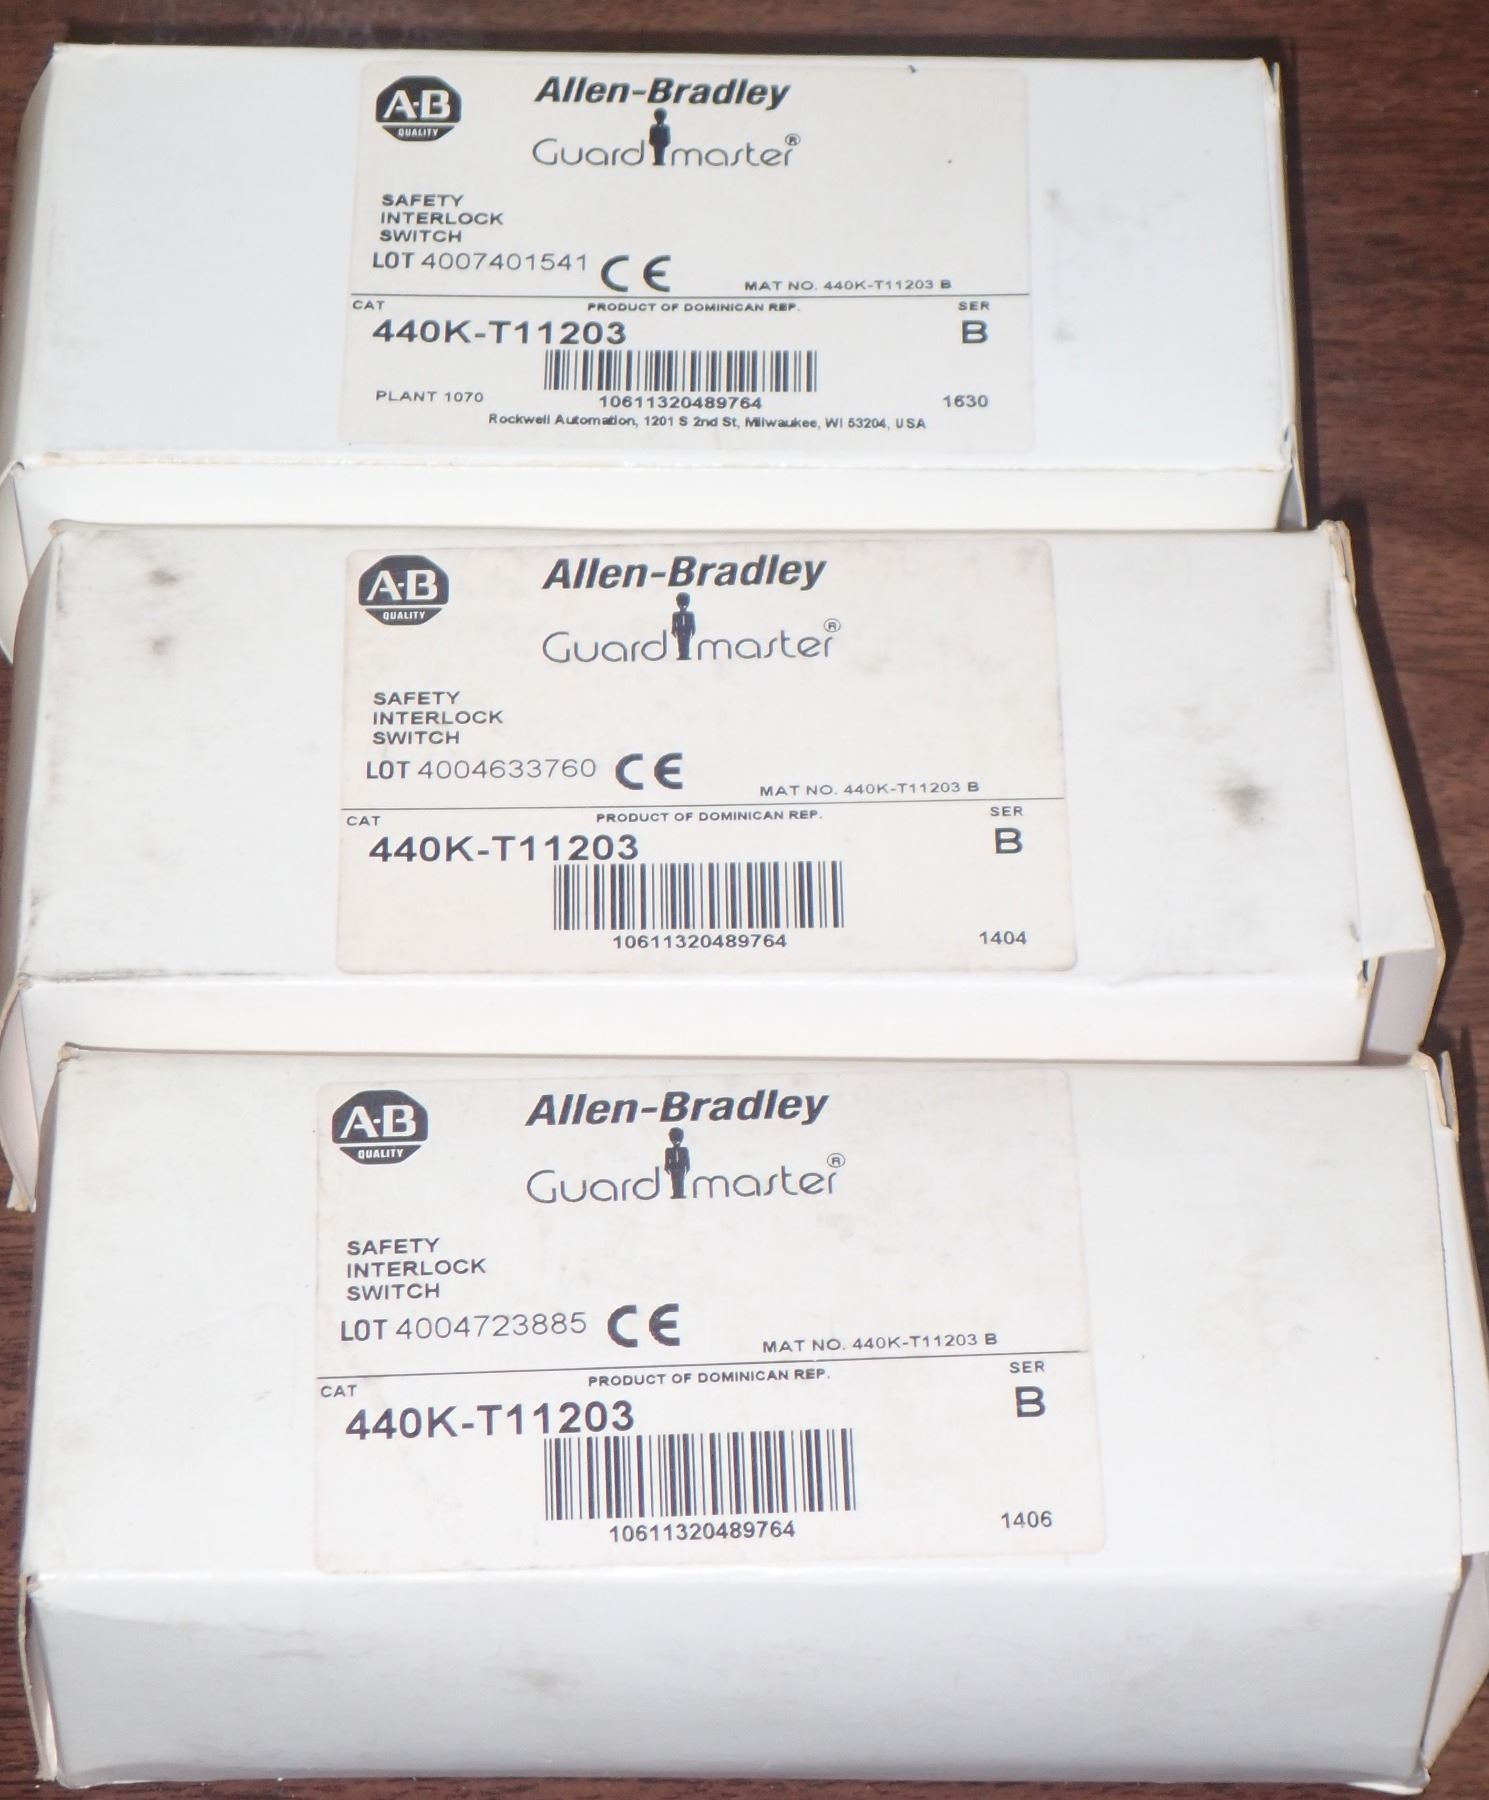 A·B
QUALITY
Allen-Bradley
Guardmaster®
SAFETY
INTERLOCK
SWITCH
LOT 4007401541 CE
MAT NO. 440K-T11203 B
CAT PRODUCT OF DOMINICAN REP. SER
440K-T11203 B
PLANT 1070 10611320489764 1630
Rockwell Automation, 1201 S 2nd St, Milwaukee, WI 53204, USA
A·B
QUALITY
Allen-Bradley
Guardmaster®
SAFETY
INTERLOCK
SWITCH
LOT 4004633760 CE
MAT NO. 440K-T11203 B
CAT PRODUCT OF DOMINICAN REP. SER
440K-T11203 B
10611320489764 1404
A·B
QUALITY
Allen-Bradley
Guardmaster®
SAFETY
INTERLOCK
SWITCH
LOT 4004723885 CE
MAT NO. 440K-T11203 B
CAT PRODUCT OF DOMINICAN REP. SER
440K-T11203 B
10611320489764 1406